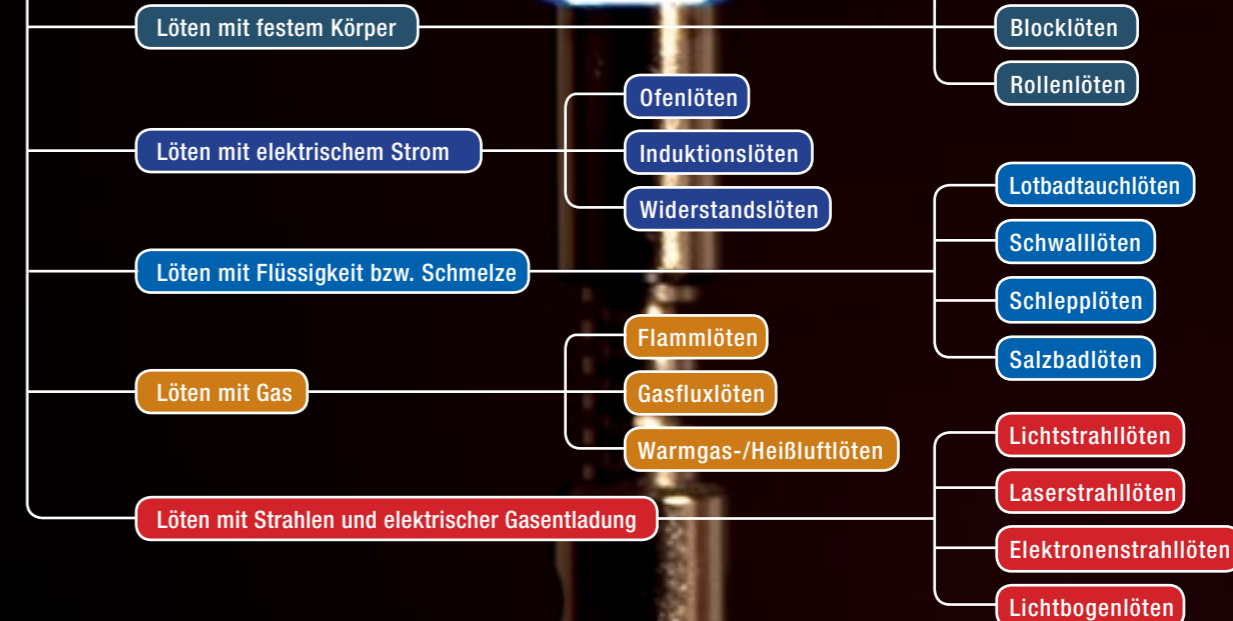 Löten mit festem Körper
Blocklöten
Rollenlöten
Löten mit elektrischem Strom
Ofenlöten
Induktionslöten
Widerstandslöten
Löten mit Flüssigkeit bzw. Schmelze
Lotbadtauchlöten
Schwalllöten
Schlepplöten
Salzbadlöten
Löten mit Gas
Flammlöten
Gasfluxlöten
Warmgas-/Heißluftlöten
Löten mit Strahlen und elektrischer Gasentladung
Lichtstrahllöten
Laserstrahllöten
Elektronenstrahllöten
Lichtbogenlöten